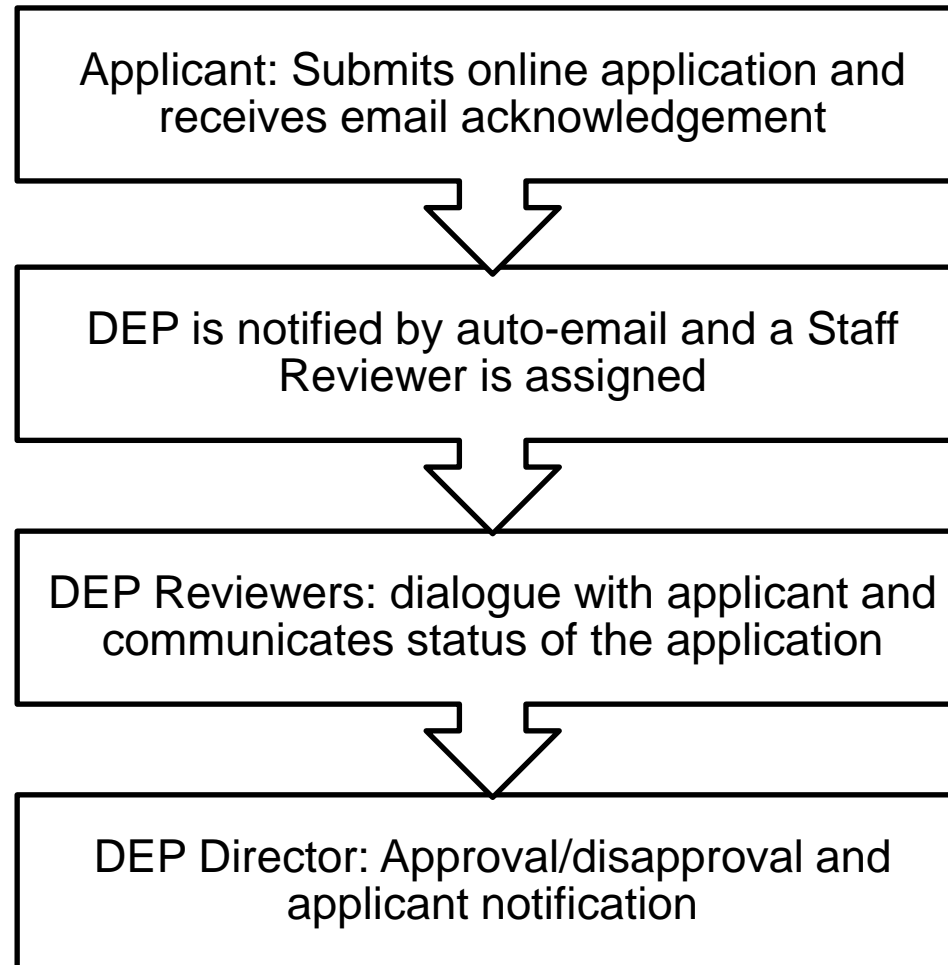 Applicant: Submits online application and
receives email acknowledgement
DEP is notified by auto-email and a Staff
Reviewer is assigned
DEP Reviewers: dialogue with applicant and
communicates status of the application
DEP Director: Approval/disapproval and
applicant notification